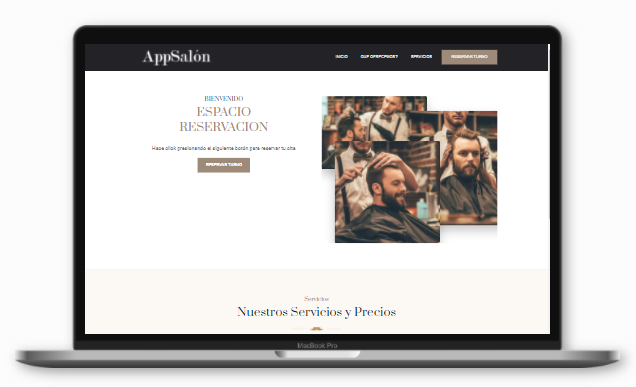 AppSalón
INICIO
QUE OFRECEMOS?
SERVICIOS
RESERVAR TURNO
BIENVENIDO
ESPACIO
RESERVACION
Hace click presionando el siguiente botón para reservar tu cita
RESERVAR TURNO
Servicios
Nuestros Servicios y Precios
MacBook Pro